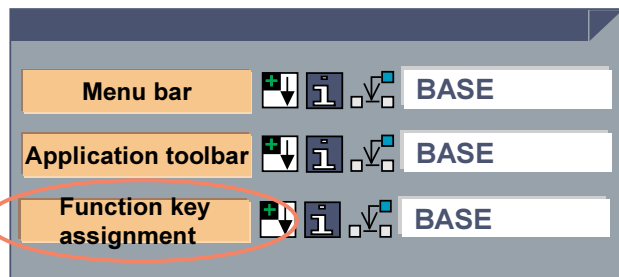 Menu bar BASE
Application toolbar BASE
Function key
assignment BASE